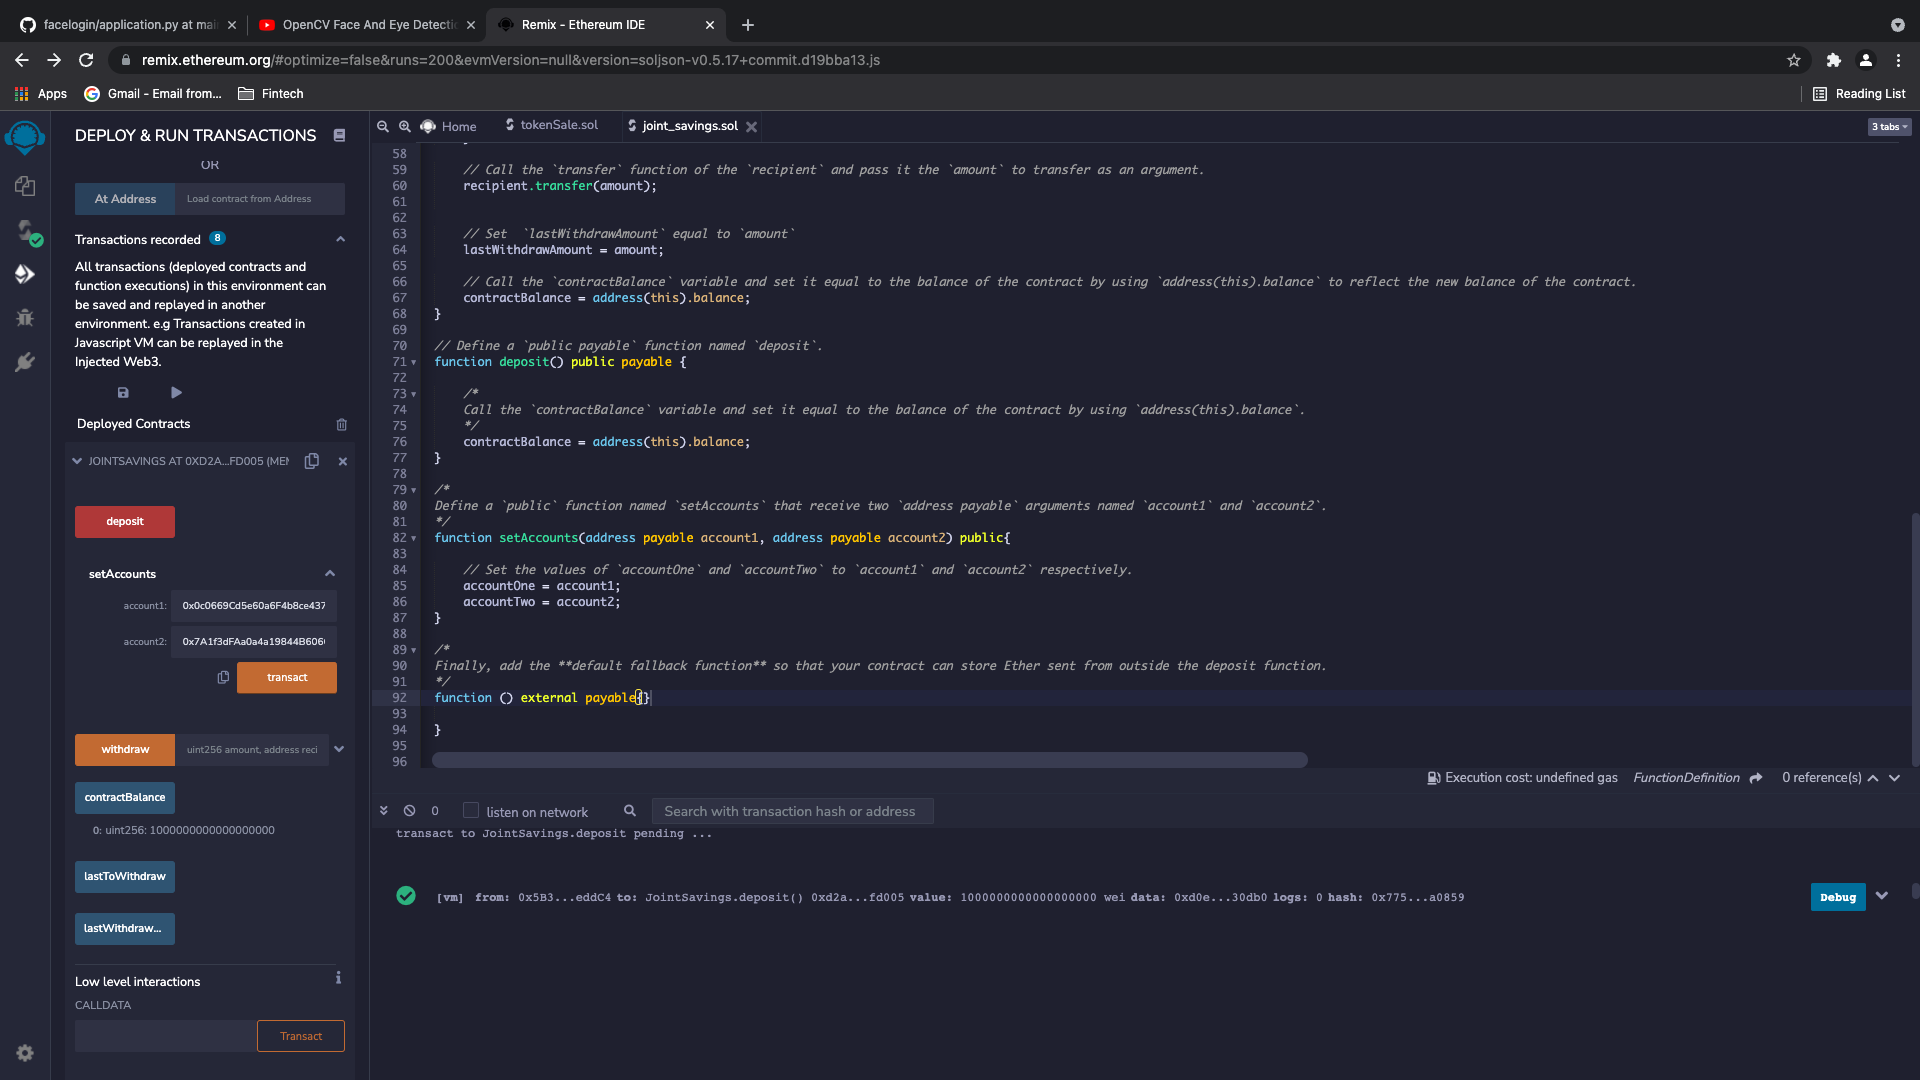 facelogin/application.py at mai
OpenCV Face And Eye Detectio
Remix - Ethereum IDE
remix.ethereum.org/#optimize=false&runs=200&evmVersion=null&version=soljson-v0.5.17+commit.d19bba13.js
Apps
Gmail - Email from...
Fintech
Reading List
DEPLOY & RUN TRANSACTIONS
OR
At Address
Load contract from Address
Transactions recorded 8
All transactions (deployed contracts and
function executions) in this environment can
be saved and replayed in another
environment. e.g Transactions created in
Javascript VM can be replayed in the
Injected Web3.
Deployed Contracts
JOINTSAVINGS AT 0XD2A...FD005 (MEM
deposit
setAccounts
account1: 0x0c0669Cd5e60a6F4b8ce437
account2: 0x7A1f3dFAa0a4a19844B606
transact
withdraw
uint256 amount, address reci
contractBalance
0: uint256: 1000000000000000000
lastToWithdraw
lastWithdraw...
Low level interactions
CALLDATA
Transact
Home
tokenSale.sol
joint_savings.sol
3 tabs
58
59 // Call the `transfer` function of the `recipient` and pass it the `amount` to transfer as an argument.
60 recipient.transfer(amount);
61
62
63 // Set  `lastWithdrawAmount` equal to `amount`
64 lastWithdrawAmount = amount;
65
66 // Call the `contractBalance` variable and set it equal to the balance of the contract by using `address(this).balance` to reflect the new balance of the contract.
67 contractBalance = address(this).balance;
68 }
69
70 // Define a `public payable` function named `deposit`.
71 function deposit() public payable {
72
73 /*
74 Call the `contractBalance` variable and set it equal to the balance of the contract by using `address(this).balance`.
75 */
76 contractBalance = address(this).balance;
77 }
78
79 /*
80 Define a `public` function named `setAccounts` that receive two `address payable` arguments named `account1` and `account2`.
81 */
82 function setAccounts(address payable account1, address payable account2) public{
83
84 // Set the values of `accountOne` and `accountTwo` to `account1` and `account2` respectively.
85 accountOne = account1;
86 accountTwo = account2;
87 }
88
89 /*
90 Finally, add the **default fallback function** so that your contract can store Ether sent from outside the deposit function.
91 */
92 function () external payable{}
93
94 }
95
96
Execution cost: undefined gas
FunctionDefinition
0 reference(s)
0
listen on network
Search with transaction hash or address
transact to JointSavings.deposit pending ...
[vm] from: 0x5B3...eddC4 to: JointSavings.deposit() 0xd2a...fd005 value: 1000000000000000000 wei data: 0xd0e...30db0 logs: 0 hash: 0x775...a0859
Debug